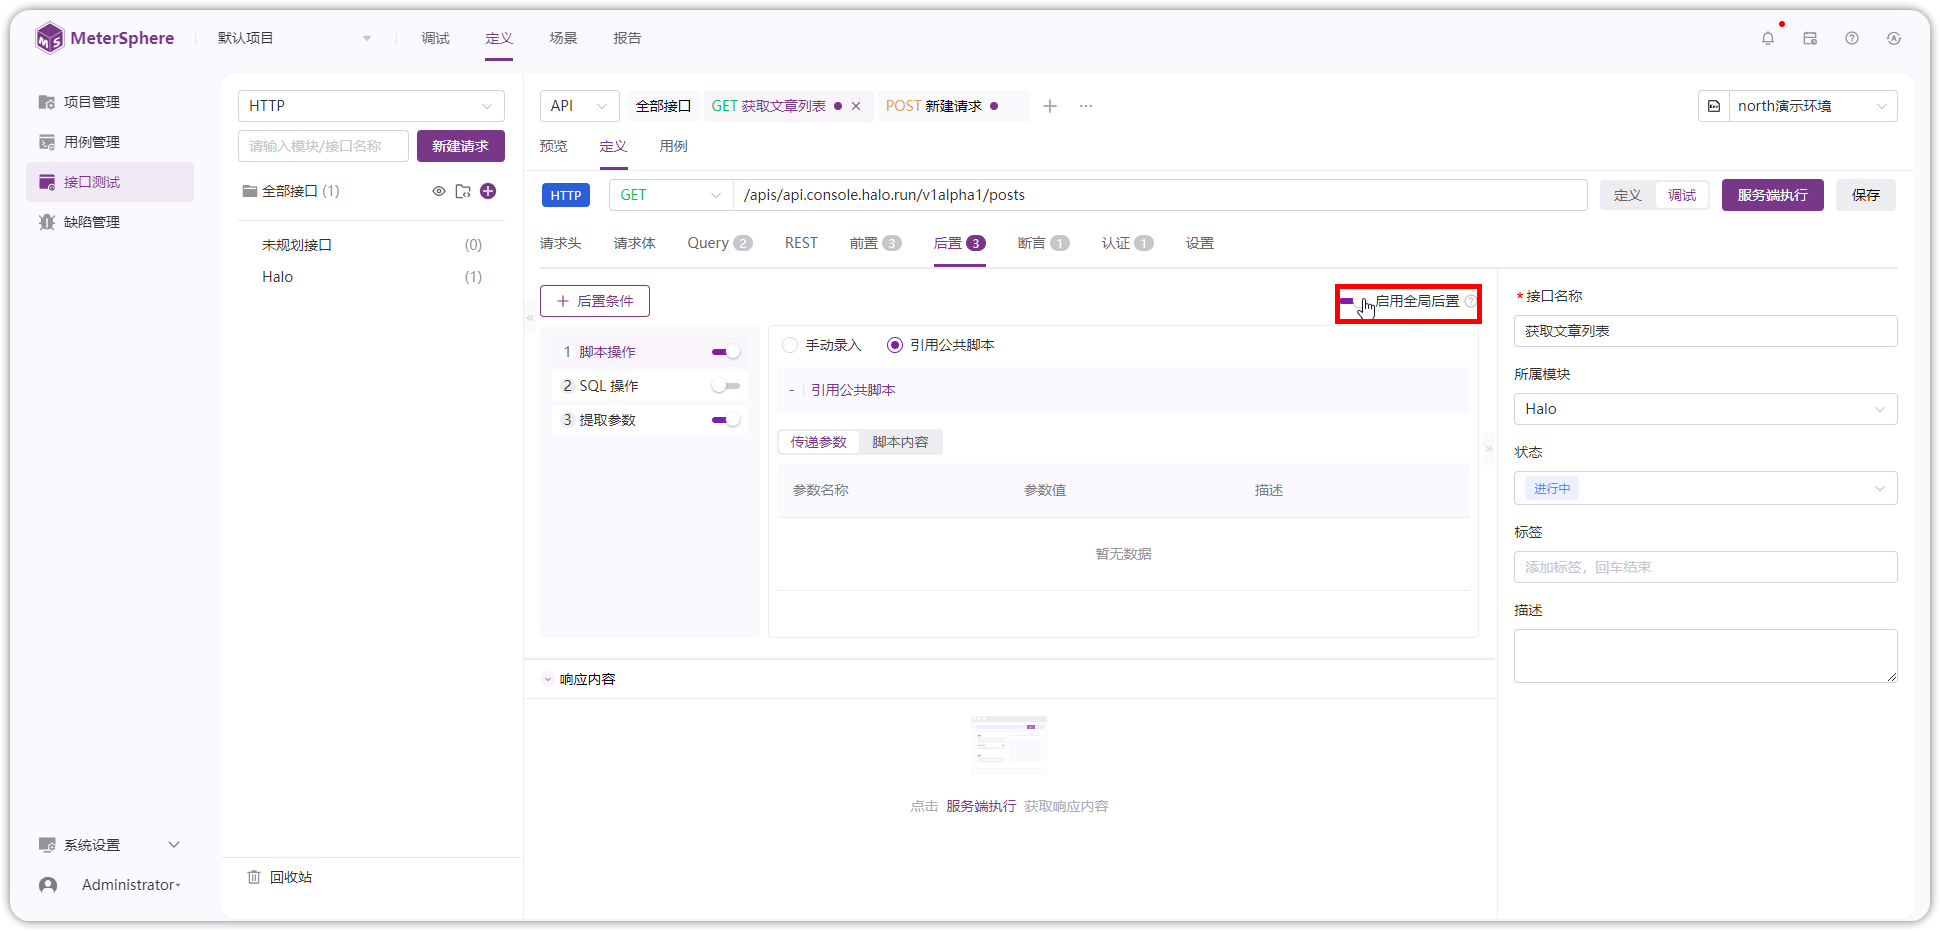 MeterSphere
默认项目
调试
定义
场景
报告
项目管理
用例管理
接口测试
缺陷管理
系统设置
Administrator
HTTP
请输入模块/接口名称
新建请求
全部接口 (1)
未规划接口 (0)
Halo (1)
回收站
API
全部接口
GET 获取文章列表
POST 新建请求
north演示环境
预览
定义
用例
HTTP
GET
/apis/api.console.halo.run/v1alpha1/posts
定义
调试
服务端执行
保存
请求头
请求体
Query 2
REST
前置 3
后置 3
断言 1
认证 1
设置
+ 后置条件
启用全局后置
1 脚本操作
2 SQL 操作
3 提取参数
手动录入
引用公共脚本
- 引用公共脚本
传递参数
脚本内容
参数名称
参数值
描述
暂无数据
响应内容
点击 服务端执行 获取响应内容
* 接口名称
获取文章列表
所属模块
Halo
状态
进行中
标签
添加标签，回车结束
描述